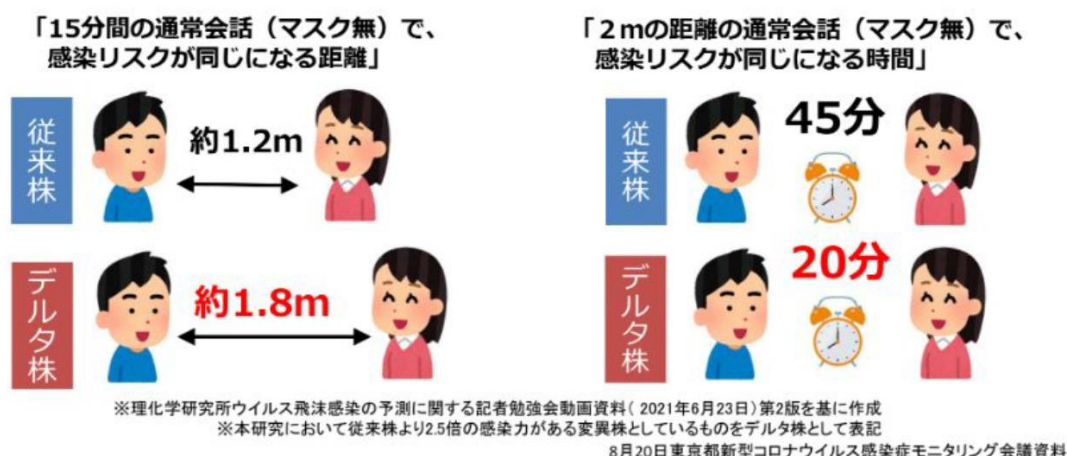 「15分間の通常会話（マスク無）で、
感染リスクが同じになる距離」
従来株
約1.2m
デルタ株
約1.8m
「２ｍの距離の通常会話（マスク無）で、
感染リスクが同じになる時間」
従来株
45分
デルタ株
20分
※理化学研究所ウイルス飛沫感染の予測に関する記者勉強会動画資料（ 2021年6月23日）第2版を基に作成
※本研究において従来株より2.5倍の感染力がある変異株としているものをデルタ株として表記
8月20日東京都新型コロナウイルス感染症モニタリング会議資料